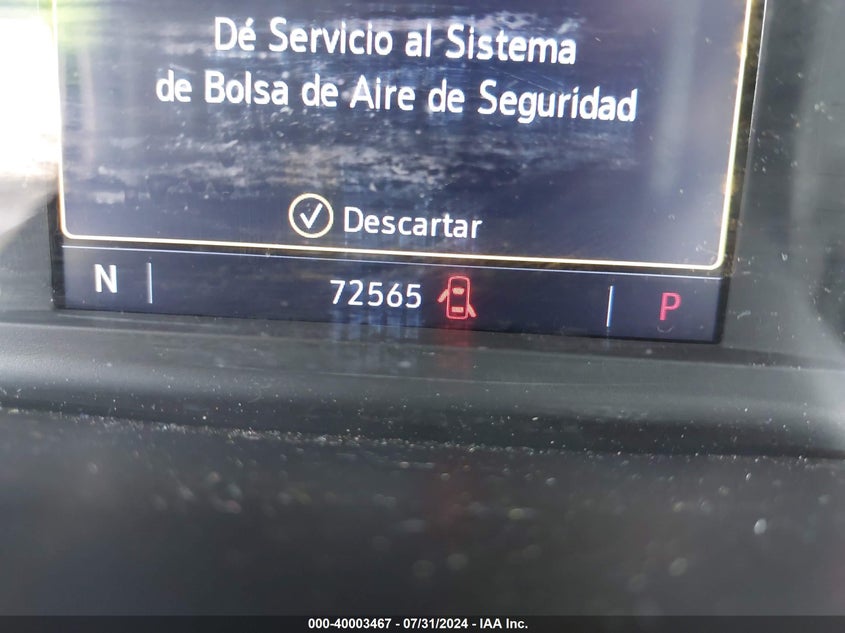 Dé Servicio al Sistema
de Bolsa de Aire de Seguridad
Descartar
N 72565 P
000-40003467 - 07/31/2024 - IAA Inc.